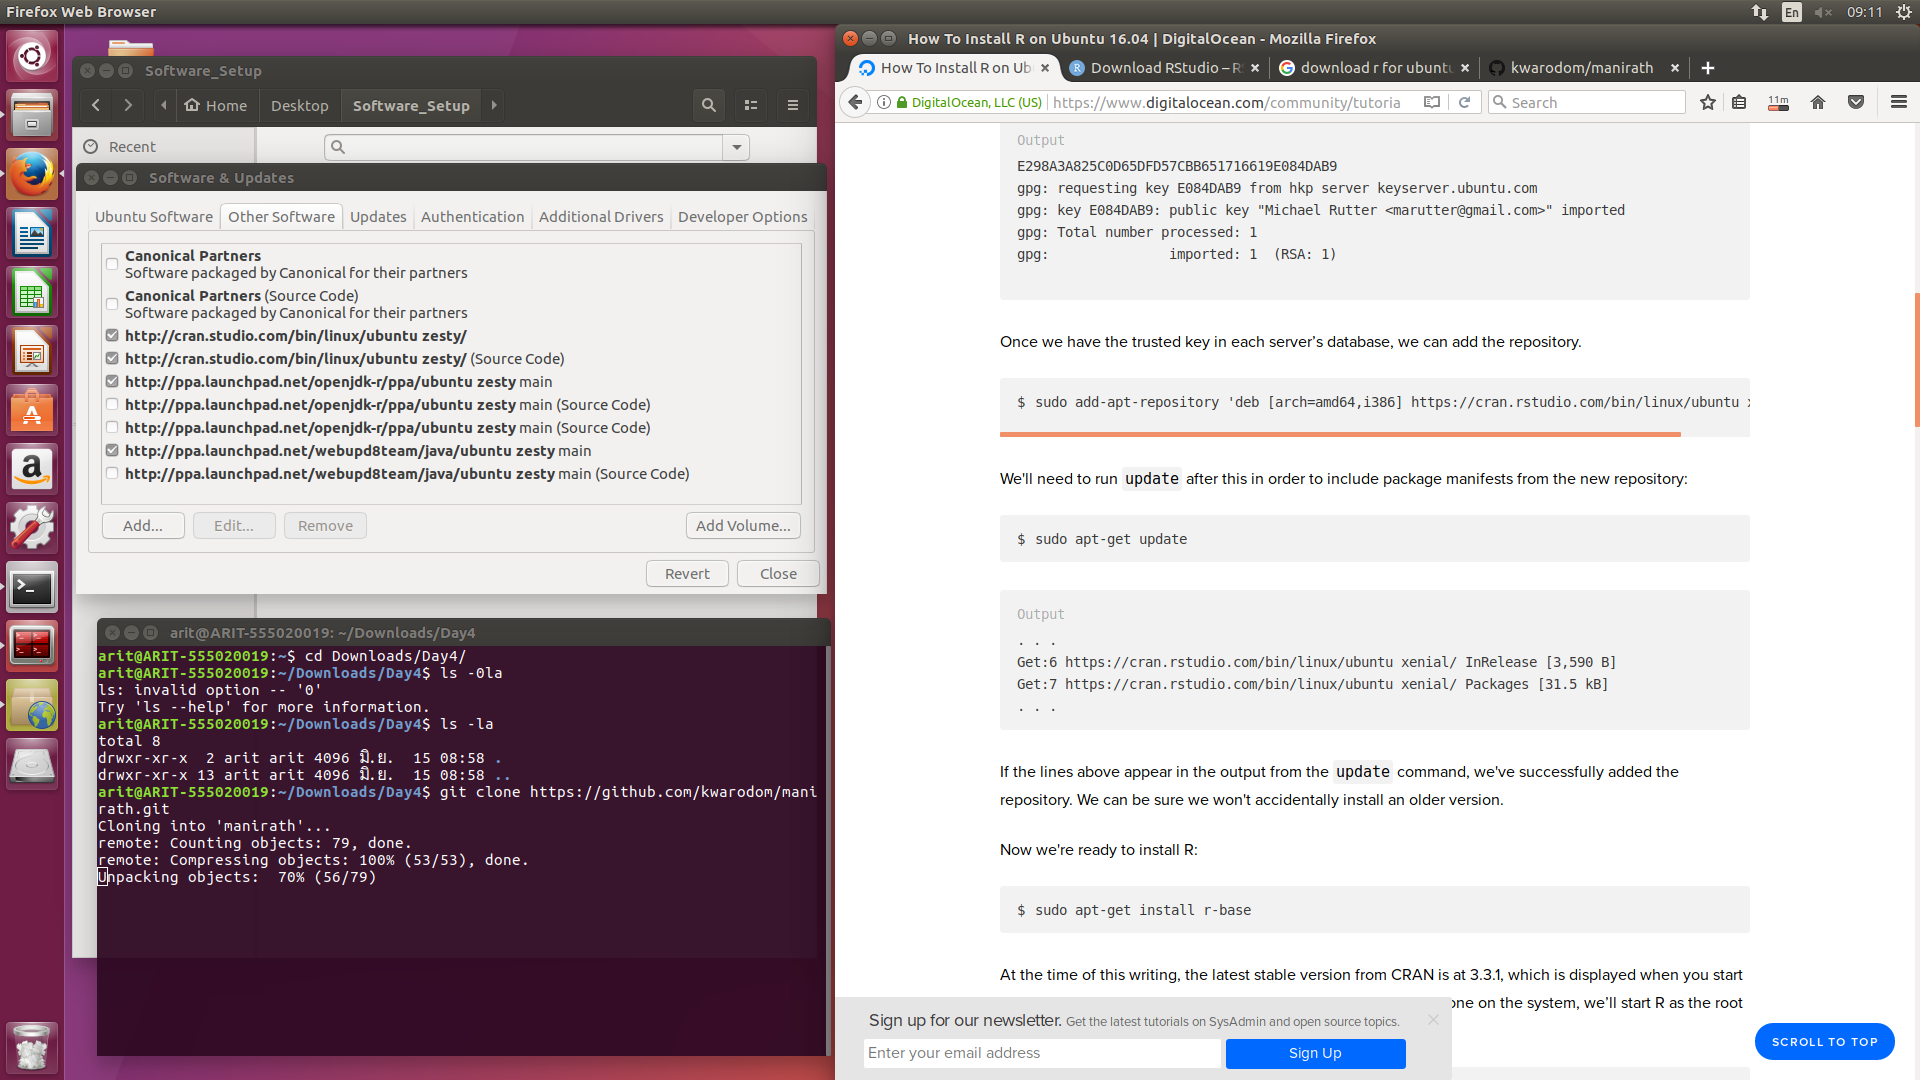 Firefox Web Browser
En
09:11
Software_Setup
Home
Desktop
Software_Setup
Recent
Software & Updates
Ubuntu Software
Other Software
Updates
Authentication
Additional Drivers
Developer Options
Canonical Partners
Software packaged by Canonical for their partners
Canonical Partners (Source Code)
Software packaged by Canonical for their partners
http://cran.studio.com/bin/linux/ubuntu zesty/
http://cran.studio.com/bin/linux/ubuntu zesty/ (Source Code)
http://ppa.launchpad.net/openjdk-r/ppa/ubuntu zesty main
http://ppa.launchpad.net/openjdk-r/ppa/ubuntu zesty main (Source Code)
http://ppa.launchpad.net/openjdk-r/ppa/ubuntu zesty main (Source Code)
http://ppa.launchpad.net/webupd8team/java/ubuntu zesty main
http://ppa.launchpad.net/webupd8team/java/ubuntu zesty main (Source Code)
Add...
Edit...
Remove
Add Volume...
Revert
Close
arit@ARIT-555020019: ~/Downloads/Day4
arit@ARIT-555020019:~$ cd Downloads/Day4/
arit@ARIT-555020019:~/Downloads/Day4$ ls -0la
ls: invalid option -- '0'
Try 'ls --help' for more information.
arit@ARIT-555020019:~/Downloads/Day4$ ls -la
total 8
drwxr-xr-x  2 arit arit 4096 มิ.ย.  15 08:58 .
drwxr-xr-x 13 arit arit 4096 มิ.ย.  15 08:58 ..
arit@ARIT-555020019:~/Downloads/Day4$ git clone https://github.com/kwarodom/mani
rath.git
Cloning into 'manirath'...
remote: Counting objects: 79, done.
remote: Compressing objects: 100% (53/53), done.
Unpacking objects:  70% (56/79)
How To Install R on Ubuntu 16.04 | DigitalOcean - Mozilla Firefox
How To Install R on Ub
Download RStudio – R
download r for ubuntu
kwarodom/manirath
DigitalOcean, LLC (US)
https://www.digitalocean.com/community/tutoria
Search
11m
Output
E298A3A825C0D65DFD57CBB651716619E084DAB9
gpg: requesting key E084DAB9 from hkp server keyserver.ubuntu.com
gpg: key E084DAB9: public key "Michael Rutter <marutter@gmail.com>" imported
gpg: Total number processed: 1
gpg:               imported: 1  (RSA: 1)
Once we have the trusted key in each server’s database, we can add the repository.
$ sudo add-apt-repository 'deb [arch=amd64,i386] https://cran.rstudio.com/bin/linux/ubuntu x
We'll need to run update after this in order to include package manifests from the new repository:
$ sudo apt-get update
Output
. . .
Get:6 https://cran.rstudio.com/bin/linux/ubuntu xenial/ InRelease [3,590 B]
Get:7 https://cran.rstudio.com/bin/linux/ubuntu xenial/ Packages [31.5 kB]
. . .
If the lines above appear in the output from the update command, we've successfully added the
repository. We can be sure we won't accidentally install an older version.
Now we're ready to install R:
$ sudo apt-get install r-base
At the time of this writing, the latest stable version from CRAN is at 3.3.1, which is displayed when you start
one on the system, we’ll start R as the root
Sign up for our newsletter. Get the latest tutorials on SysAdmin and open source topics.
Enter your email address
Sign Up
SCROLL TO TOP